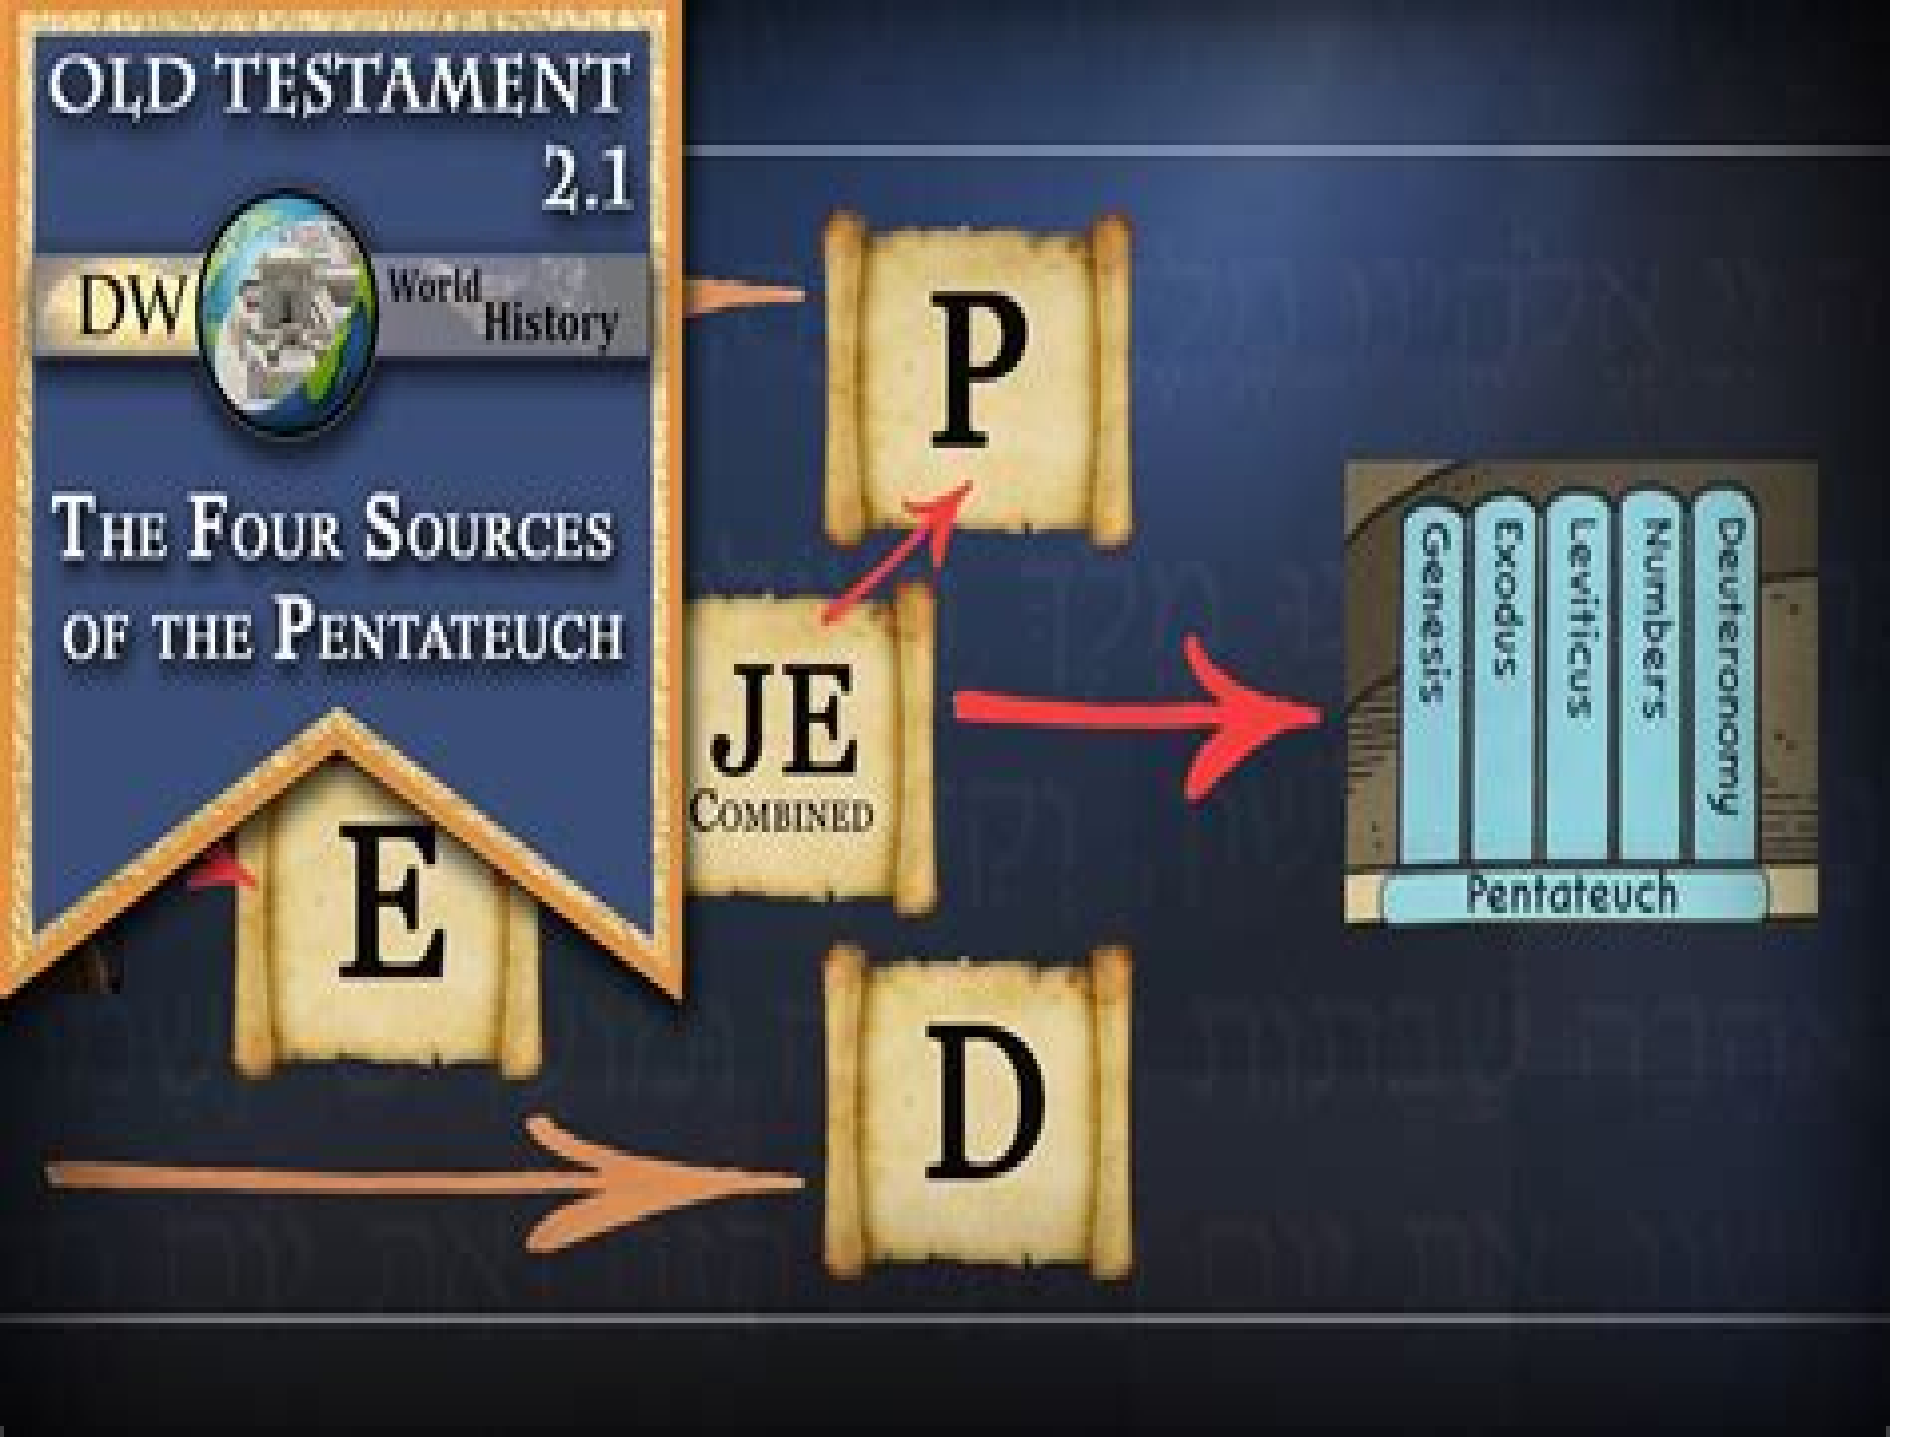 OLD TESTAMENT
2.1
DW World
History
THE FOUR SOURCES
OF THE PENTATEUCH
P
JE
COMBINED
E
D
Genesis
Exodus
Leviticus
Numbers
Deuteronomy
Pentateuch